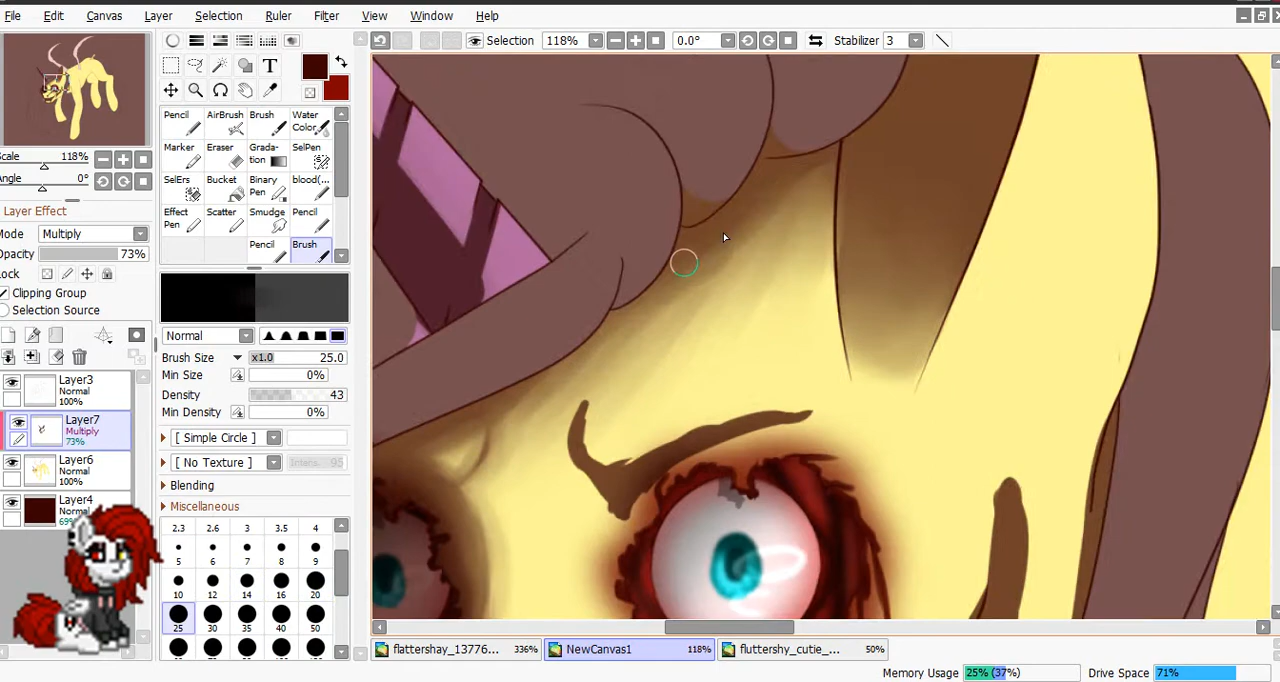 File Edit Canvas Layer Selection Ruler Filter View Window Help
Selection 118% 0.0° Stabilizer 3
T
Scale 118%
Angle 0°
Layer Effect
Mode Multiply
Opacity 73%
Lock
Clipping Group
Selection Source
Layer3
Normal
100%
Layer7
Multiply
73%
Layer6
Normal
100%
Layer4
Normal
69%
Pencil AirBrush Brush Water Color
Marker Eraser Gradation SelPen
SelErs Bucket Binary Pen blood(...
Effect Pen Scatter Smudge Pencil
Pencil Brush
Normal
Brush Size x1.0 25.0
Min Size 0%
Density 43
Min Density 0%
[ Simple Circle ]
[ No Texture ] 95
Blending
Miscellaneous
2.3 2.6 3 3.5 4
5 6 7 8 9
10 12 14 16 20
25 30 35 40 50
flattershay_13776... 336% NewCanvas1 118% fluttershy_cutie_... 50%
Memory Usage 25% (37%) Drive Space 71%